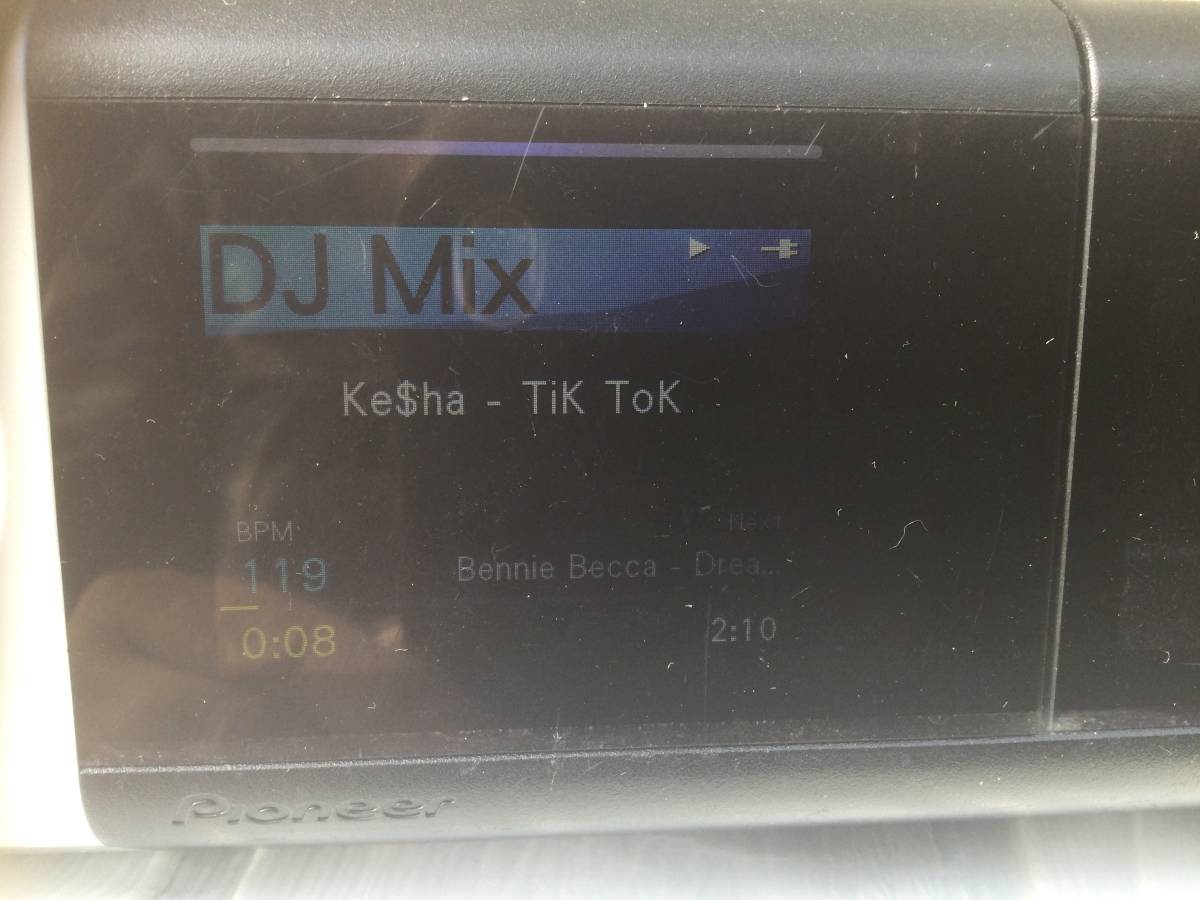 DJ Mix
Ke$ha - TiK ToK
BPM
Next
119
Bennie Becca - Drea...
0:08
2:10
Pioneer